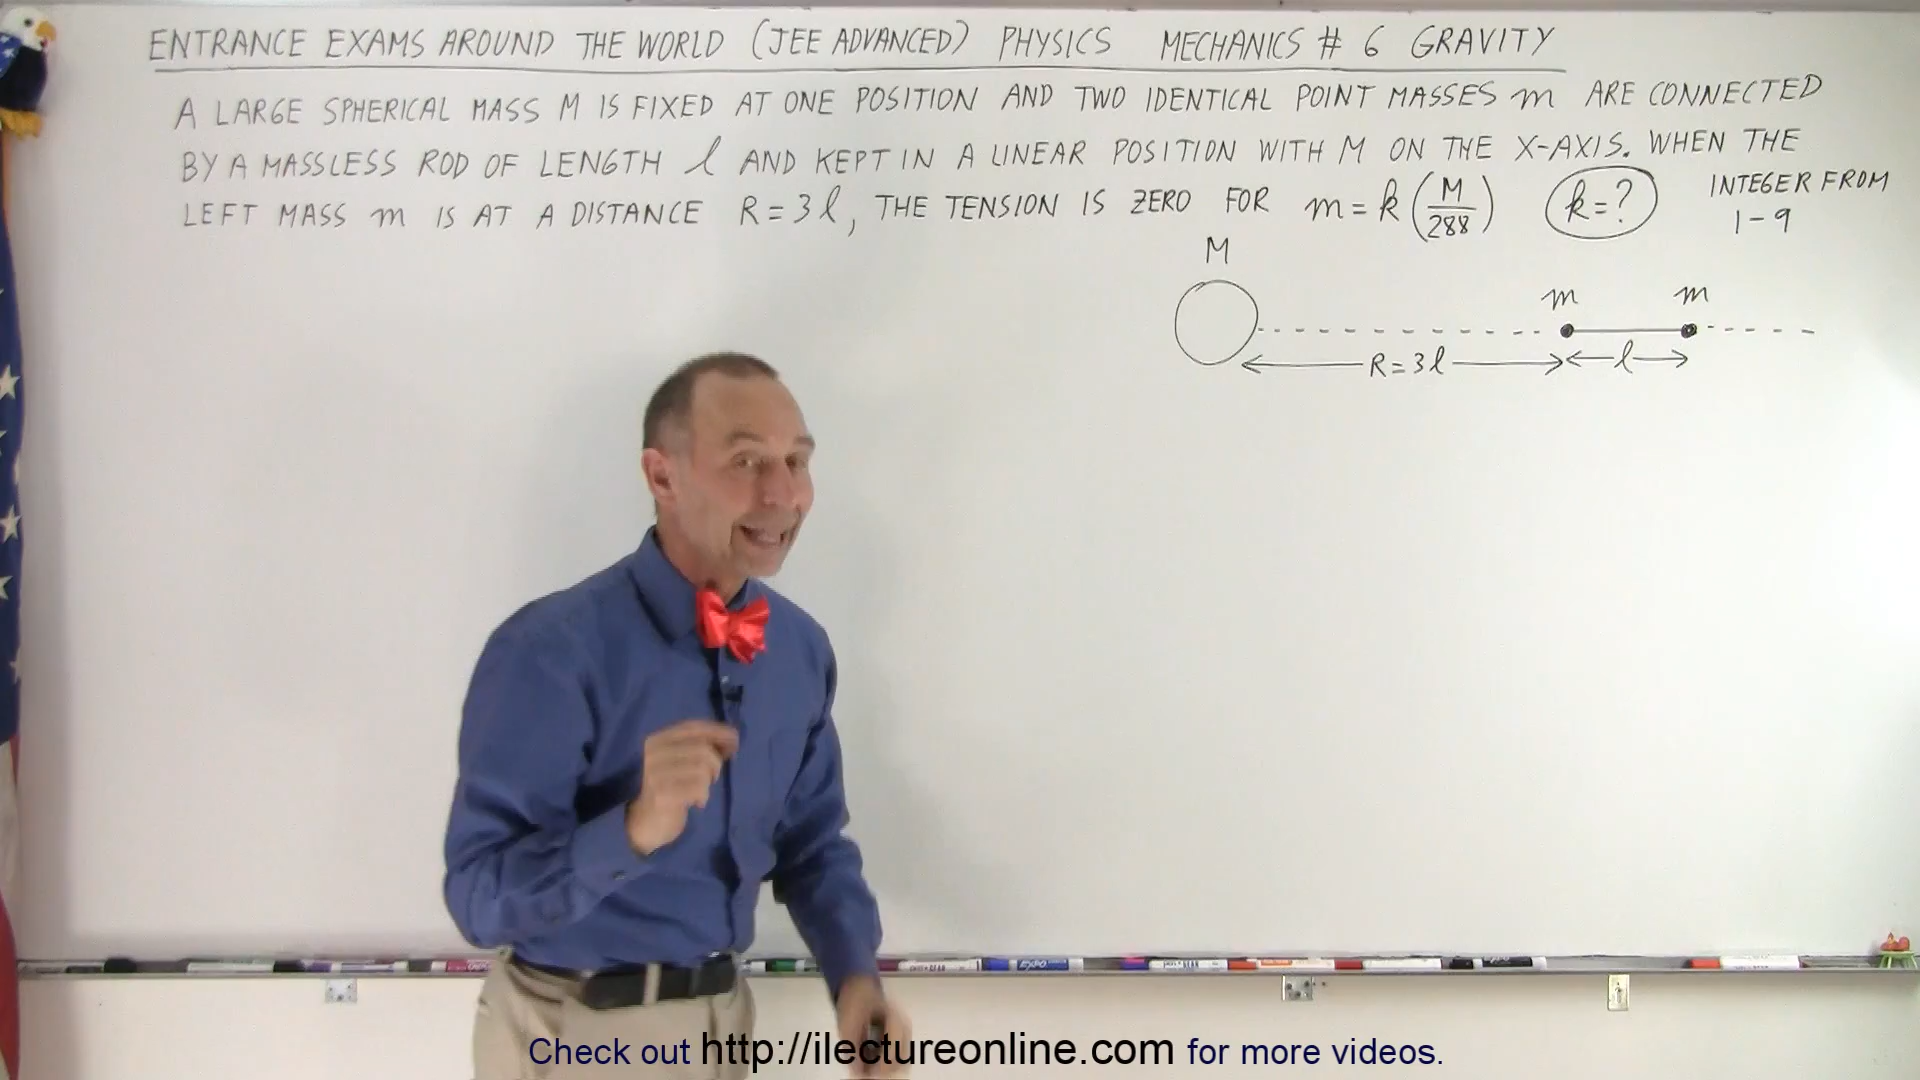 ENTRANCE EXAMS AROUND THE WORLD (JEE ADVANCED) PHYSICS MECHANICS # 6 GRAVITY
A LARGE SPHERICAL MASS M IS FIXED AT ONE POSITION AND TWO IDENTICAL POINT MASSES m ARE CONNECTED
BY A MASSLESS ROD OF LENGTH l AND KEPT IN A LINEAR POSITION WITH M ON THE X-AXIS. WHEN THE
LEFT MASS m IS AT A DISTANCE R = 3l, THE TENSION IS ZERO FOR m = k (M/288) k = ? INTEGER FROM
1-9
M
m m
R = 3l l
EXPO
Check out http://ilectureonline.com for more videos.